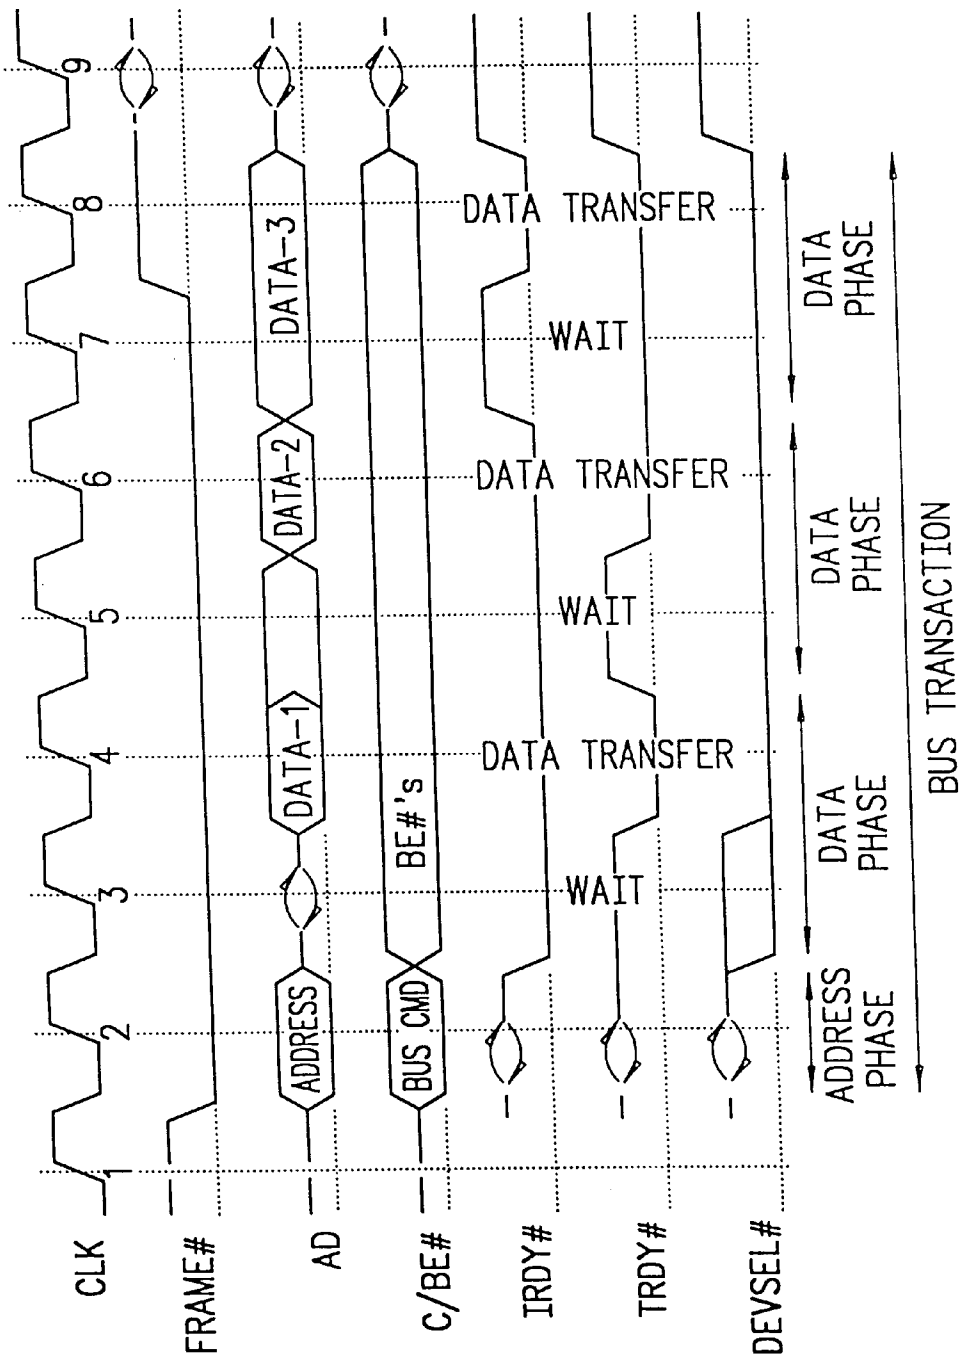 CLK
1
2
3
4
5
6
7
8
9
FRAME#
AD
ADDRESS
DATA-1
DATA-2
DATA-3
C/BE#
BUS CMD
BE#'s
IRDY#
TRDY#
WAIT
DATA TRANSFER
WAIT
DATA TRANSFER
WAIT
DATA TRANSFER
DEVSEL#
ADDRESS
PHASE
DATA
PHASE
DATA
PHASE
DATA
PHASE
BUS TRANSACTION